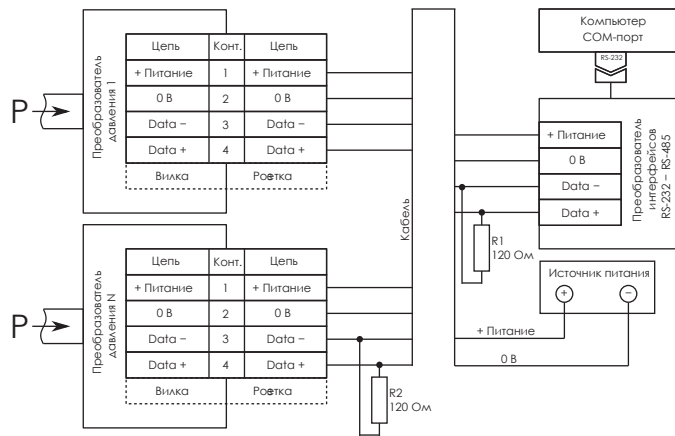 P
Преобразователь
давления 1
Цепь Конт. Цепь
+ Питание 1 + Питание
0 В 2 0 В
Data – 3 Data –
Data + 4 Data +
Вилка Розетка
P
Преобразователь
давления N
Цепь Конт. Цепь
+ Питание 1 + Питание
0 В 2 0 В
Data – 3 Data –
Data + 4 Data +
Вилка Розетка
R2
120 Ом
Кабель
Компьютер
COM-порт
RS-232
+ Питание
0 В
Data –
Data +
Преобразователь
интерфейсов
RS-232 – RS-485
R1
120 Ом
Источник питания
+ –
+ Питание
0 В